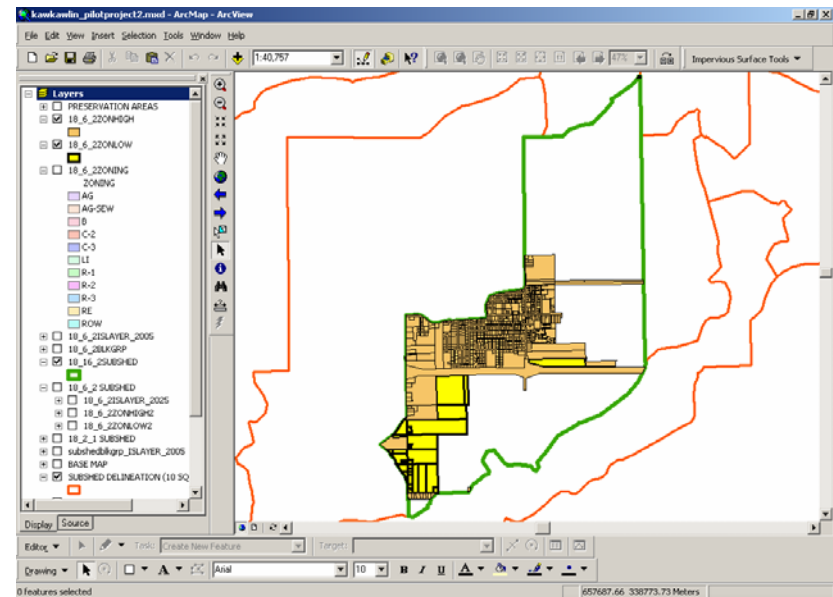 kawkawlin_pilotproject2.mxd - ArcMap - ArcView
File Edit View Insert Selection Tools Window Help
1:40,757
47%
Impervious Surface Tools
Layers
PRESERVATION AREAS
18_6_2ZONHIGH
18_6_2ZONLOW
18_6_2ZONING
ZONING
AG
AG-SEW
B
C-2
C-3
LI
R-1
R-2
R-3
RE
ROW
18_6_2ISLAYER_2005
18_6_2BLKGRP
18_16_2SUBSHED
18_6_2 SUBSHED
18_6_2ISLAYER_2025
18_6_2ZONHIGH2
18_6_2ZONLOW2
18_2_1 SUBSHED
subshedblkgrp_ISLAYER_2005
BASE MAP
SUBSHED DELINEATION (10 SQ
Display Source
Editor Task: Create New Feature Target:
Drawing A Arial 10 B I U A
0 features selected
657687.66 338773.73 Meters